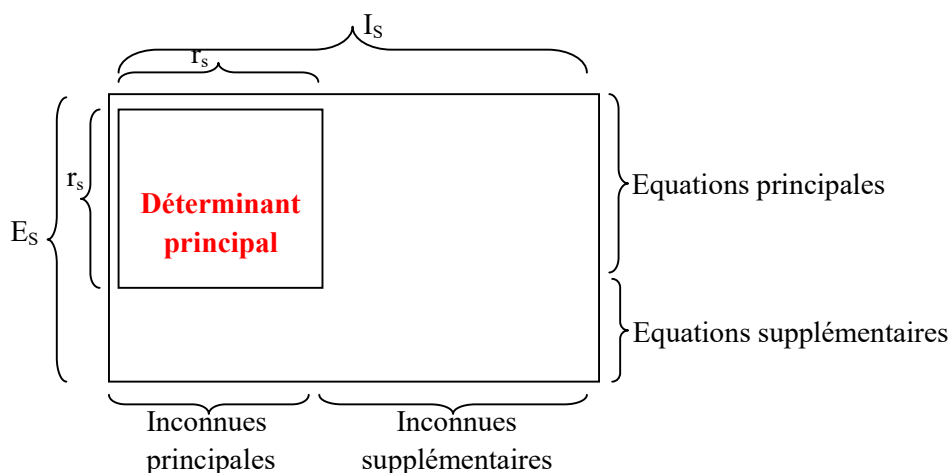 I_S
r_s
r_s
Déterminant
principal
E_S
Equations principales
Equations supplémentaires
Inconnues
principales
Inconnues
supplémentaires